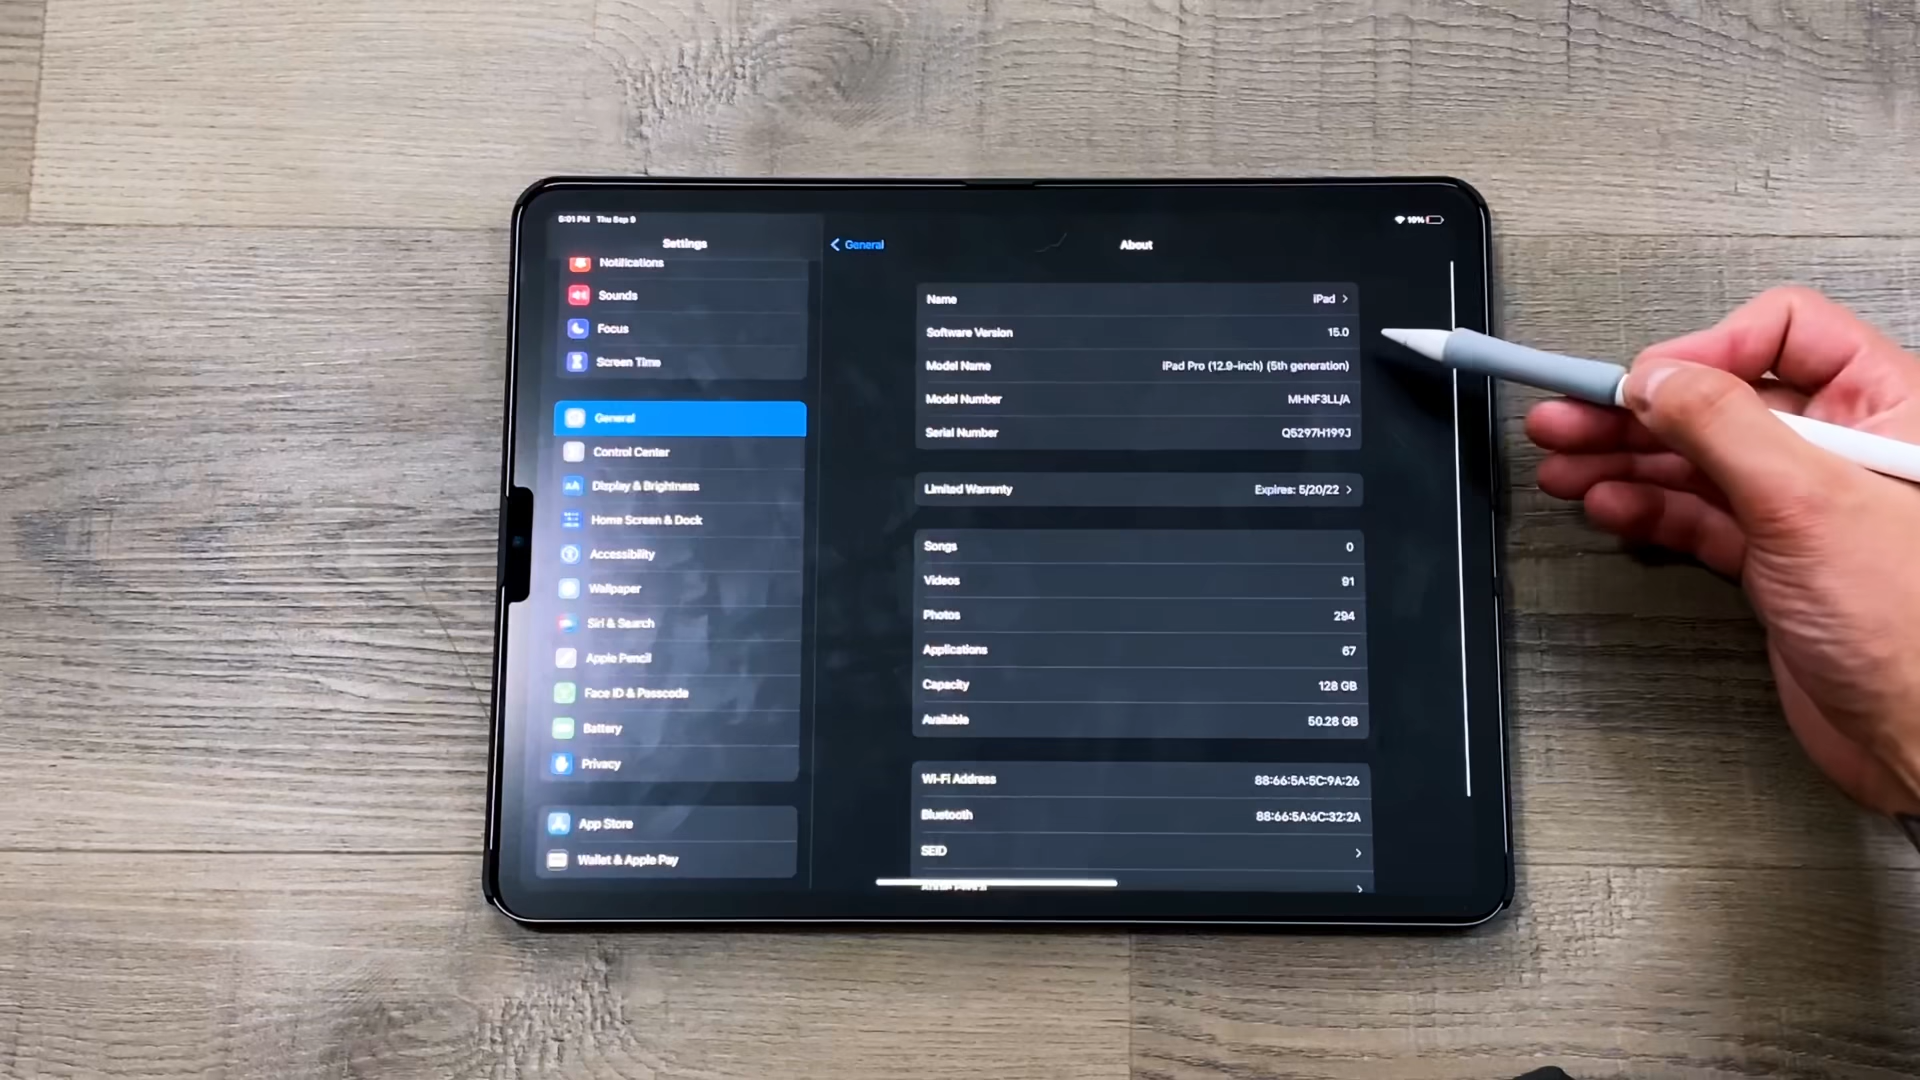 5:01 PM Thu Sep 9
10%
Settings
Notifications
Sounds
Focus
Screen Time
General
Control Center
Display & Brightness
Home Screen & Dock
Accessibility
Wallpaper
Siri & Search
Apple Pencil
Face ID & Passcode
Battery
Privacy
App Store
Wallet & Apple Pay
General
About
Name iPad
Software Version 15.0
Model Name iPad Pro (12.9-inch) (5th generation)
Model Number MHNF3LL/A
Serial Number Q5297H199J
Limited Warranty Expires: 5/20/22
Songs 0
Videos 91
Photos 294
Applications 67
Capacity 128 GB
Available 50.28 GB
Wi-Fi Address 88:66:5A:5C:9A:26
Bluetooth 88:66:5A:6C:32:2A
SEID
Apple Pencil